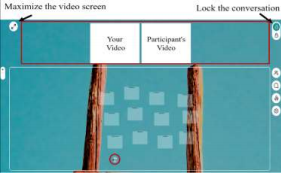 Maximize the video screen
Lock the conversation
Your
Video
Participant's
Video